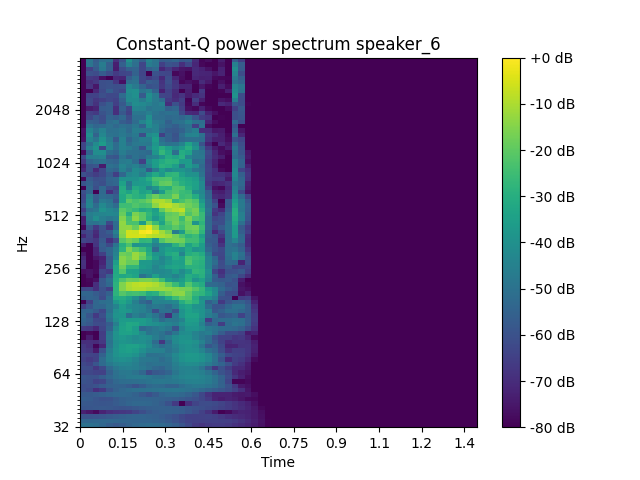 Constant-Q power spectrum speaker_6
Hz
2048
1024
512
256
128
64
32
0 0.15 0.3 0.45 0.6 0.75 0.9 1.1 1.2 1.4
Time
+0 dB
-10 dB
-20 dB
-30 dB
-40 dB
-50 dB
-60 dB
-70 dB
-80 dB